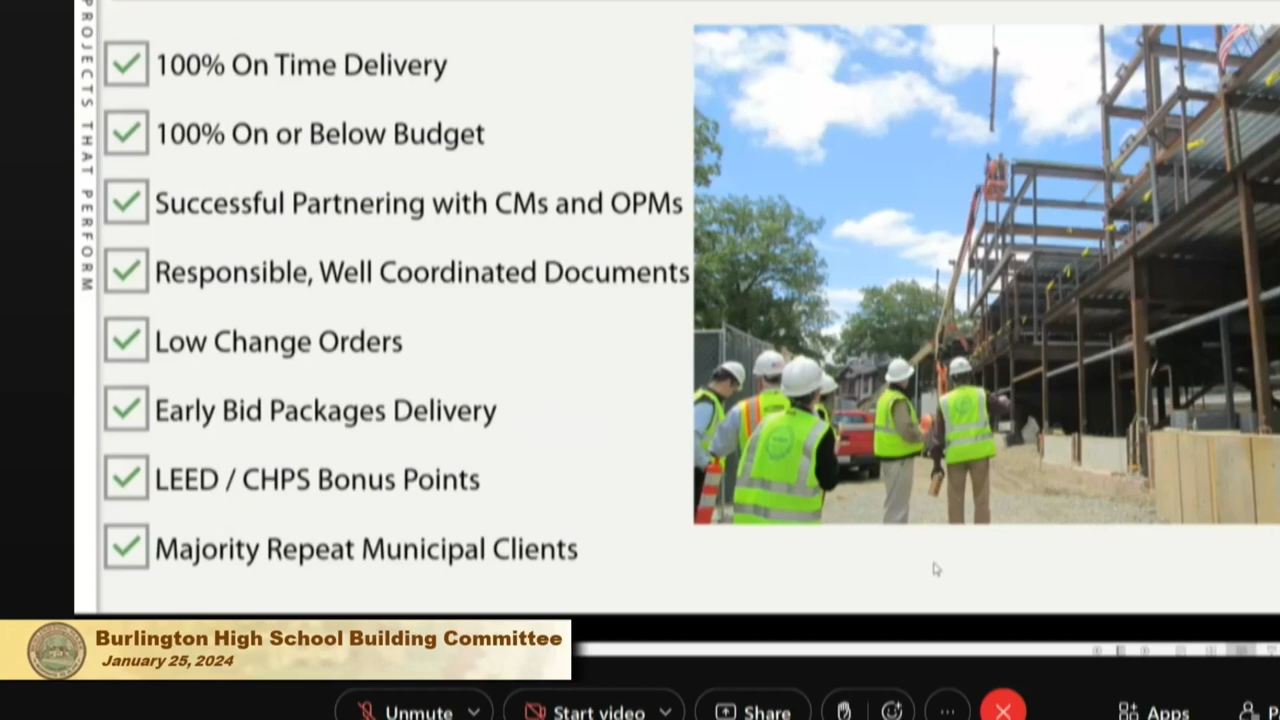 PROJECTS THAT PERFORM
100% On Time Delivery
100% On or Below Budget
Successful Partnering with CMs and OPMs
Responsible, Well Coordinated Documents
Low Change Orders
Early Bid Packages Delivery
LEED / CHPS Bonus Points
Majority Repeat Municipal Clients
Burlington High School Building Committee
January 25, 2024
Unmute
Start video
Share
Apps